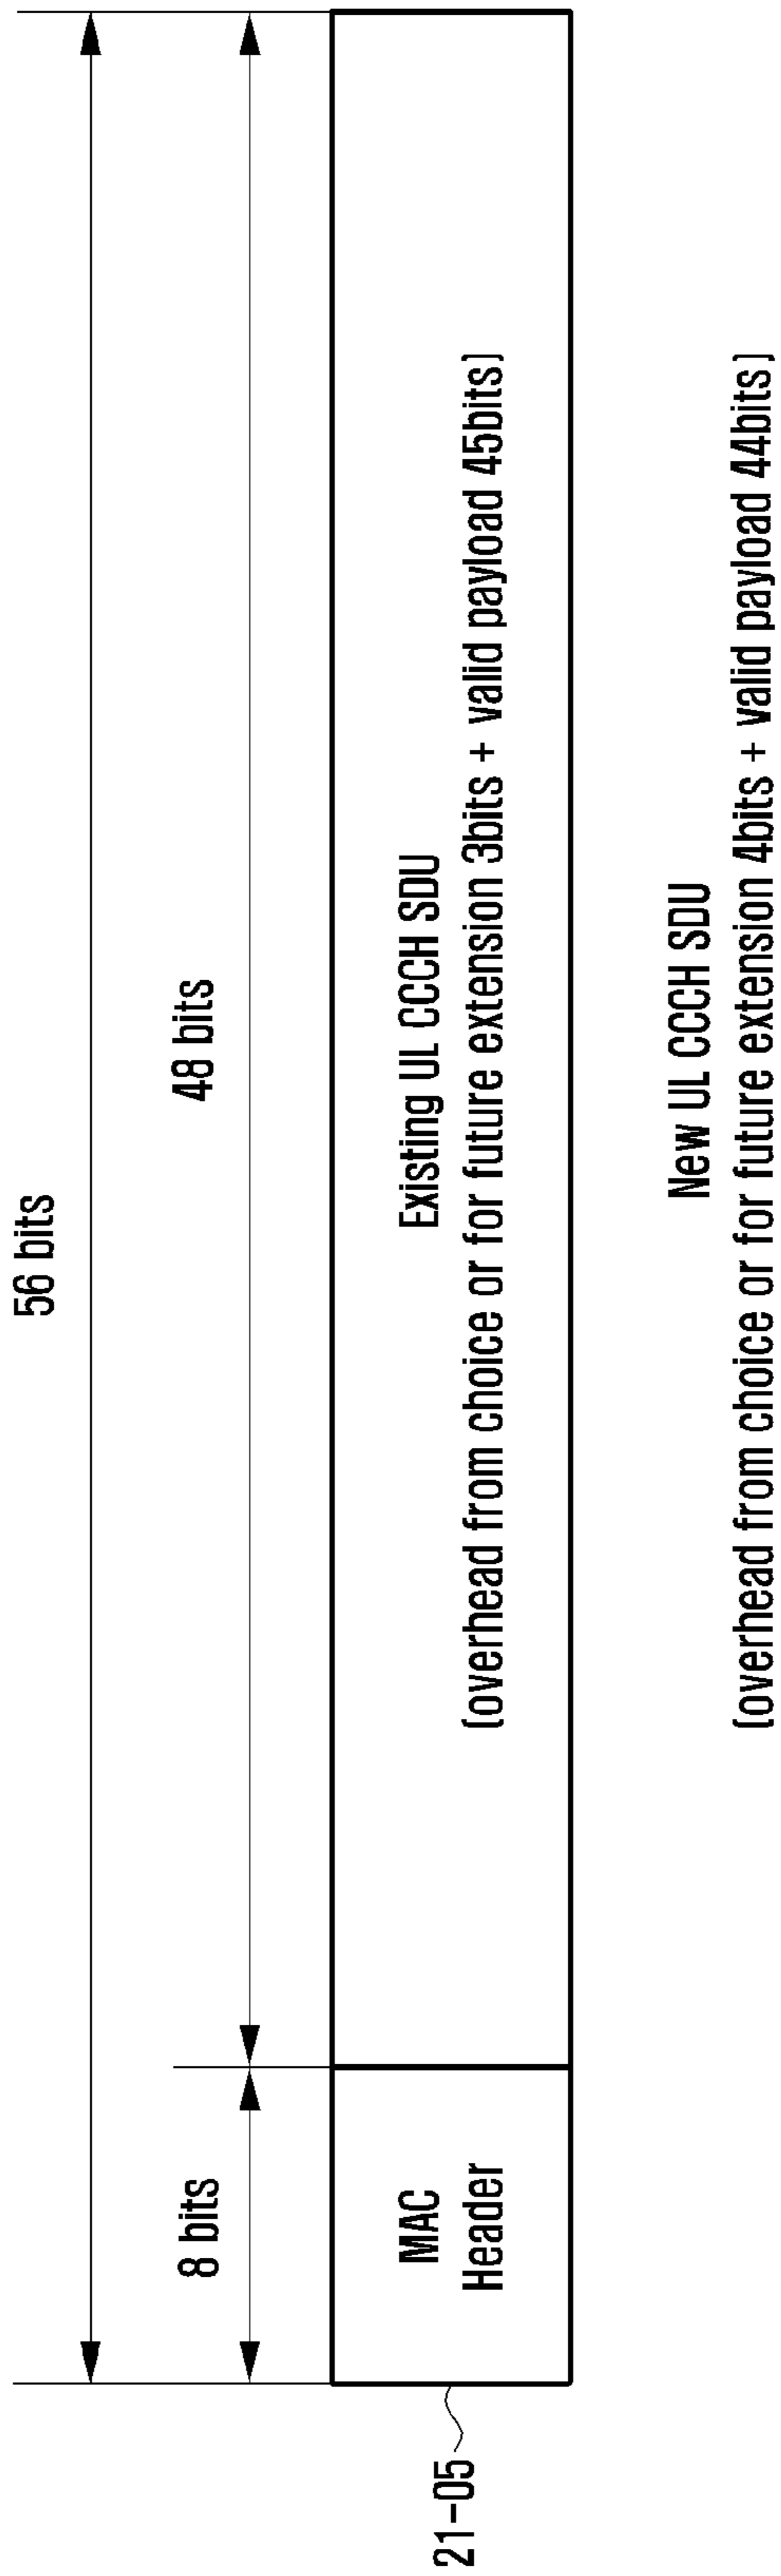 56 bits
8 bits
48 bits
MAC
Header
Existing UL CCCH SDU
(overhead from choice or for future extension 3bits + valid payload 45bits)
21-05
New UL CCCH SDU
(overhead from choice or for future extension 4bits + valid payload 44bits)